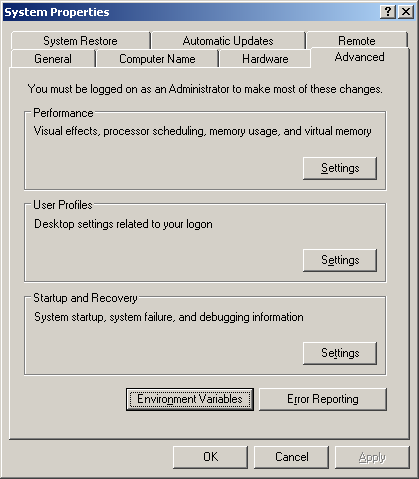 System Properties
System Restore Automatic Updates Remote
General Computer Name Hardware Advanced
You must be logged on as an Administrator to make most of these changes.
Performance
Visual effects, processor scheduling, memory usage, and virtual memory
Settings
User Profiles
Desktop settings related to your logon
Settings
Startup and Recovery
System startup, system failure, and debugging information
Settings
Environment Variables Error Reporting
OK Cancel Apply